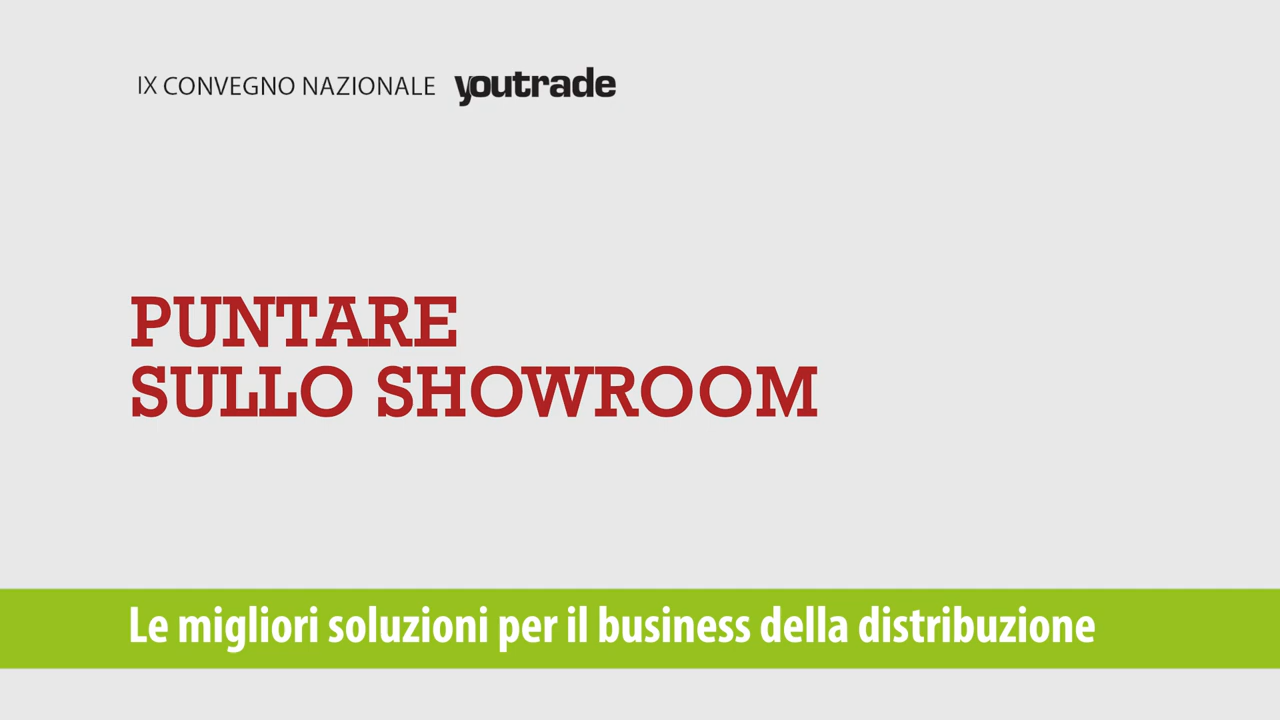 IX CONVEGNO NAZIONALE youtrade
PUNTARE
SULLO SHOWROOM
Le migliori soluzioni per il business della distribuzione